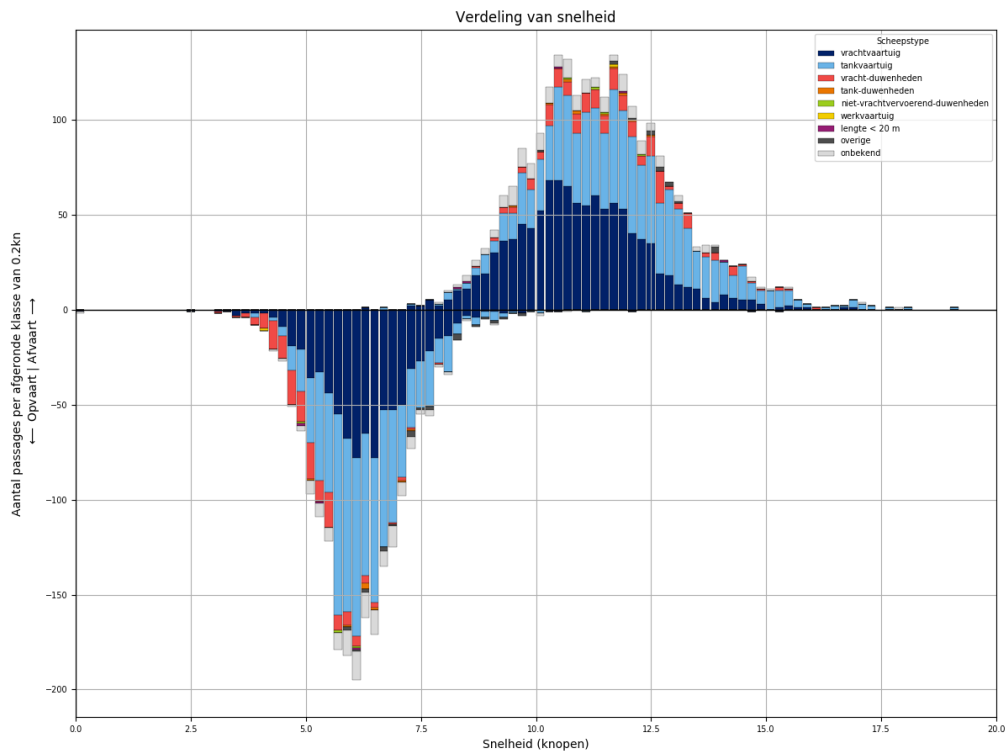 Verdeling van snelheid
Scheepstype
vrachtvaartuig
tankvaartuig
vracht-duwenheden
tank-duwenheden
niet-vrachtvervoerend-duwenheden
werkvaartuig
lengte < 20 m
overige
onbekend
Aantal passages per afgeronde klasse van 0.2kn
⟵ Opvaart | Afvaart ⟶
100
50
0
−50
−100
−150
−200
0.0 2.5 5.0 7.5 10.0 12.5 15.0 17.5 20.0
Snelheid (knopen)